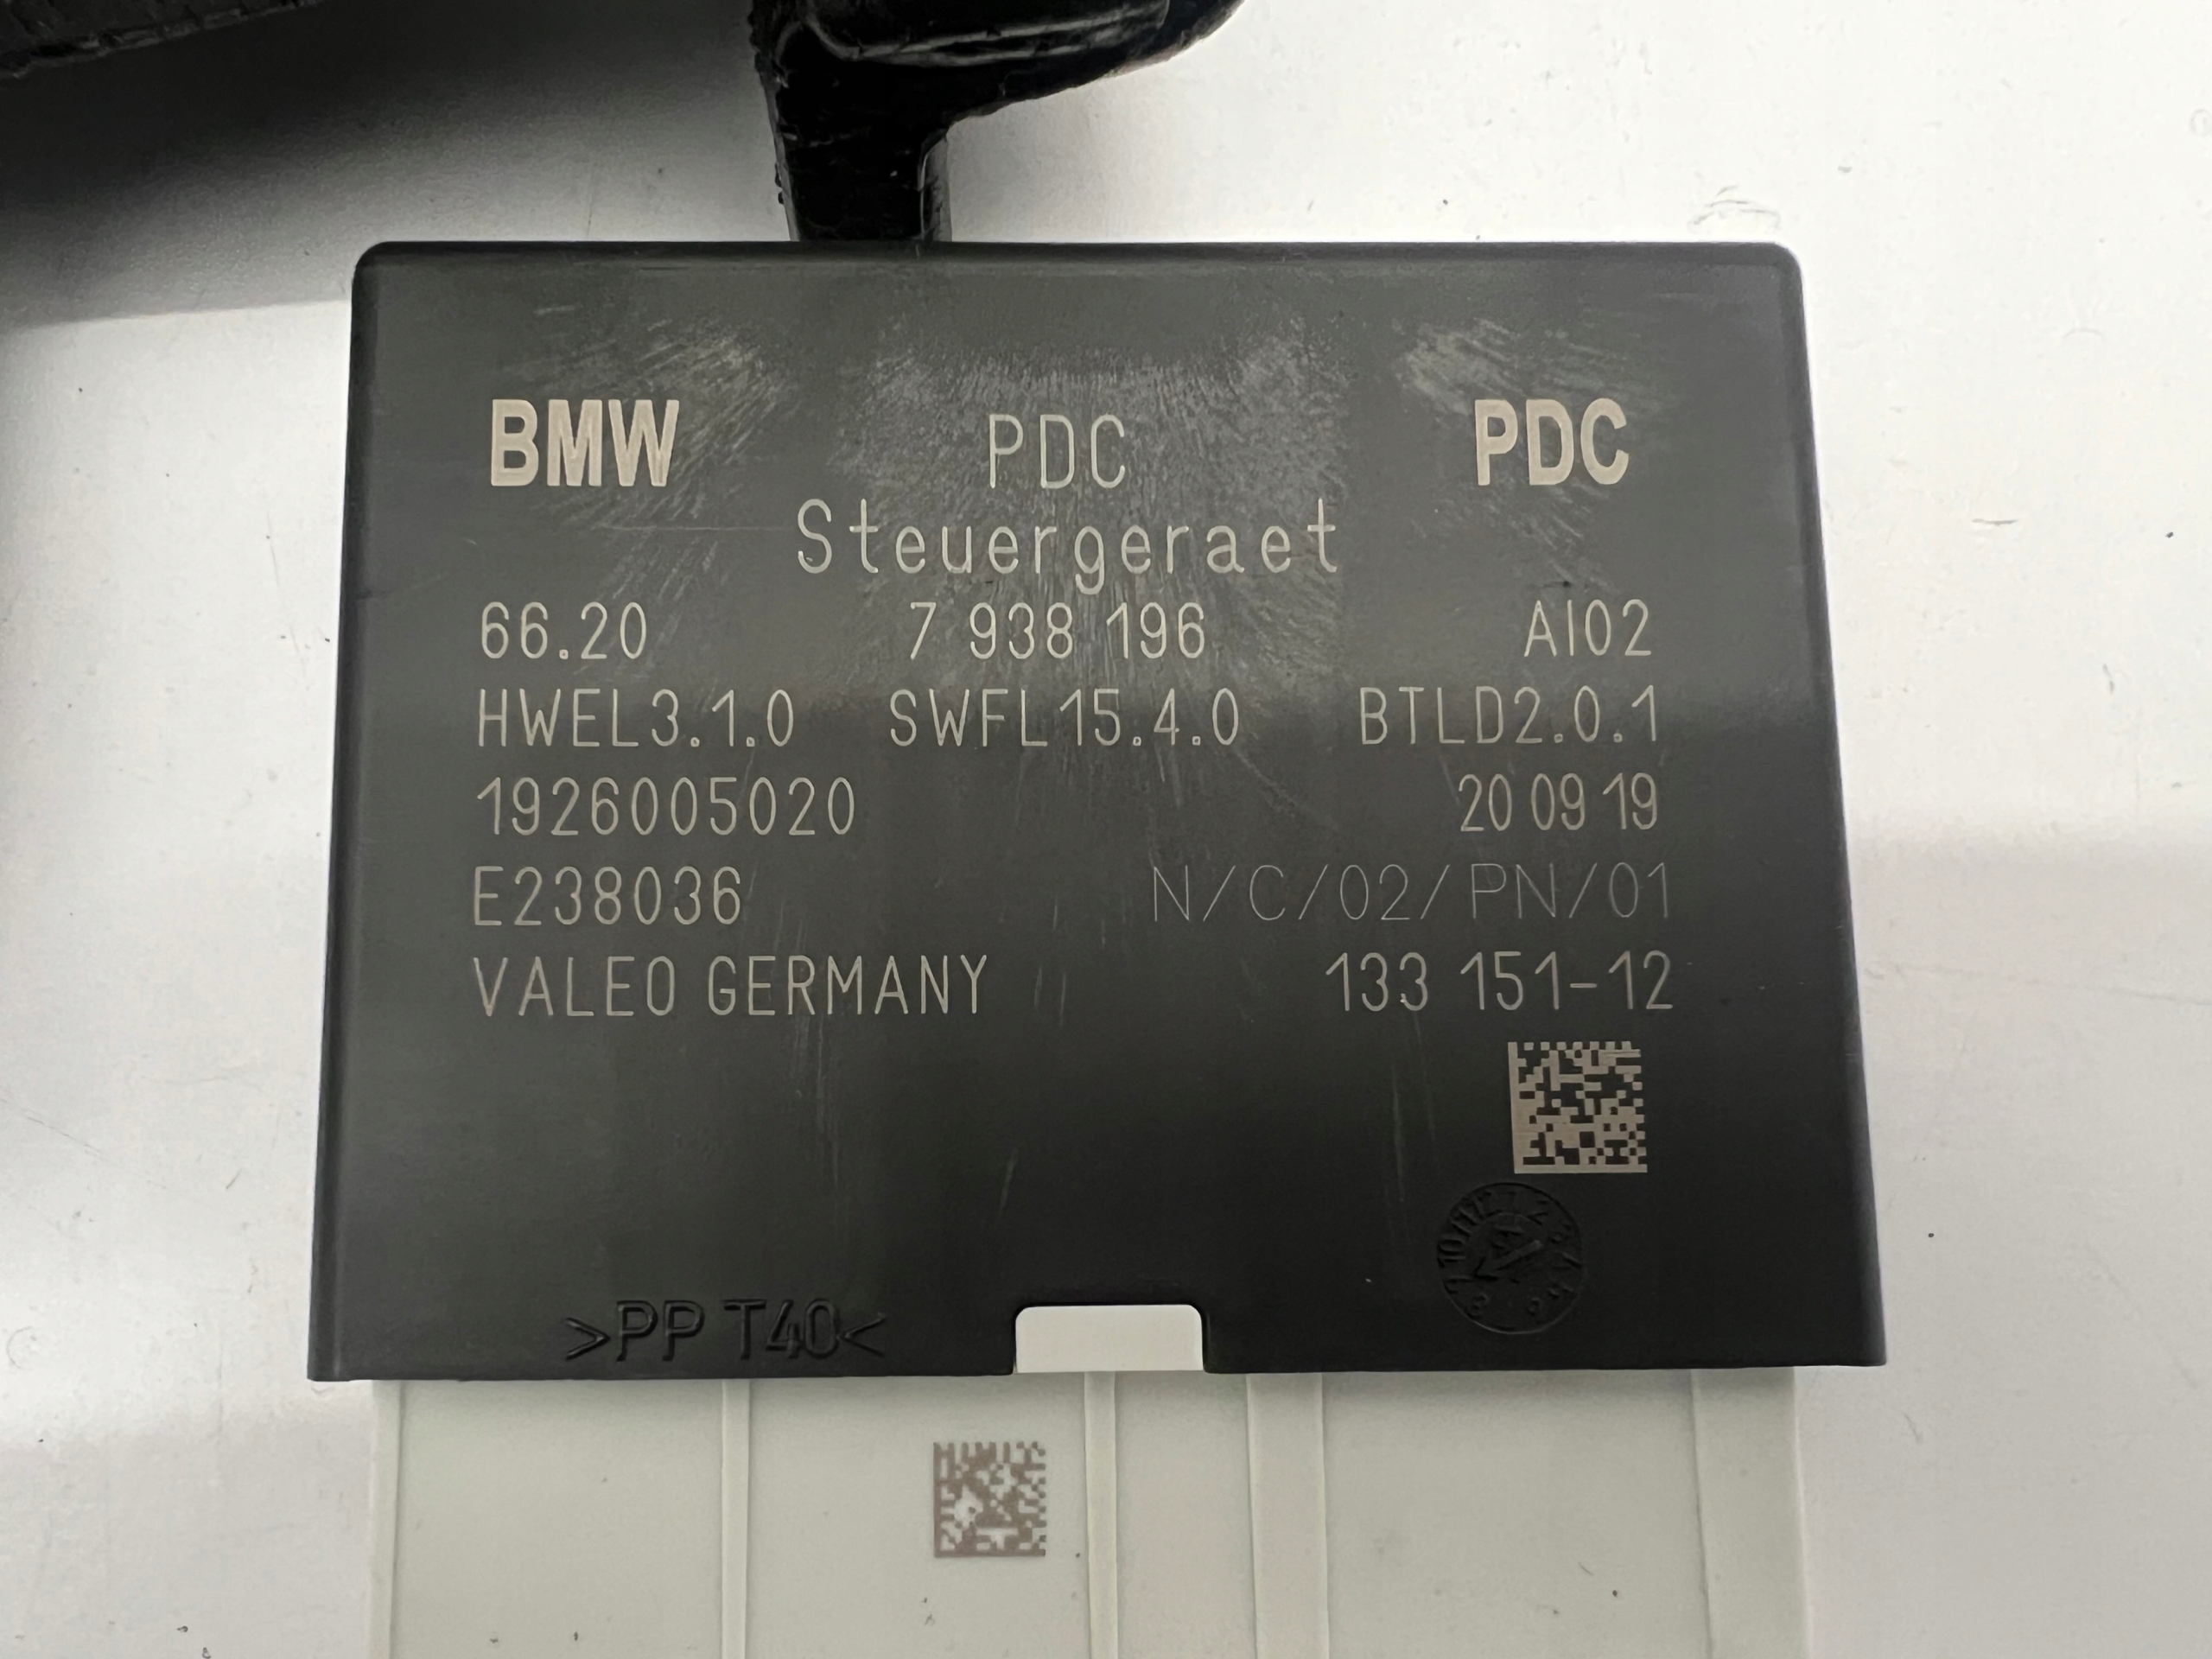 BMW PDC PDC
Steuergeraet
66.20 7 938 196 AI02
HWEL3.1.0 SWFL15.4.0 BTLD2.0.1
1926005020 20 09 19
E238036 N/C/02/PN/01
VALEO GERMANY 133 151-12
>PP T40<